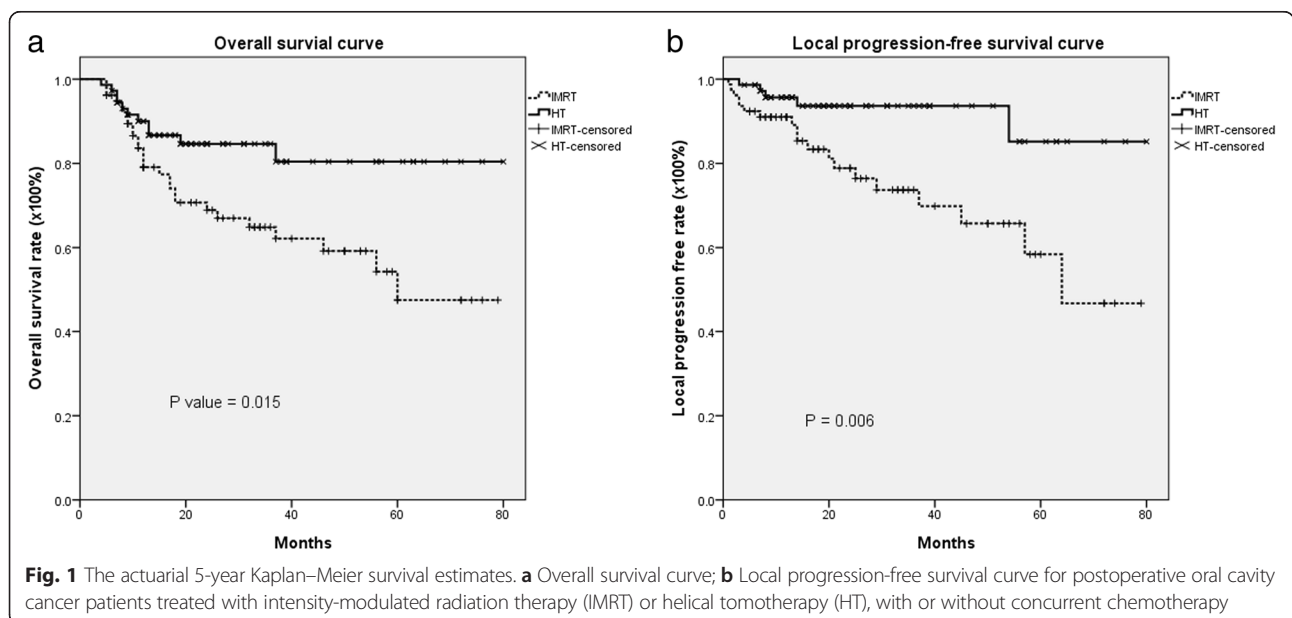 a
Overall survial curve
1.0
0.8
0.6
0.4
0.2
0.0
0
20
40
60
80
Overall survival rate (x100%)
Months
P value = 0.015
IMRT
HT
IMRT-censored
HT-censored
b
Local progression-free survival curve
1.0
0.8
0.6
0.4
0.2
0.0
0
20
40
60
80
Local progression free rate (x100%)
Months
P = 0.006
IMRT
HT
IMRT-censored
HT-censored
Fig. 1 The actuarial 5-year Kaplan–Meier survival estimates. a Overall survival curve; b Local progression-free survival curve for postoperative oral cavity
cancer patients treated with intensity-modulated radiation therapy (IMRT) or helical tomotherapy (HT), with or without concurrent chemotherapy